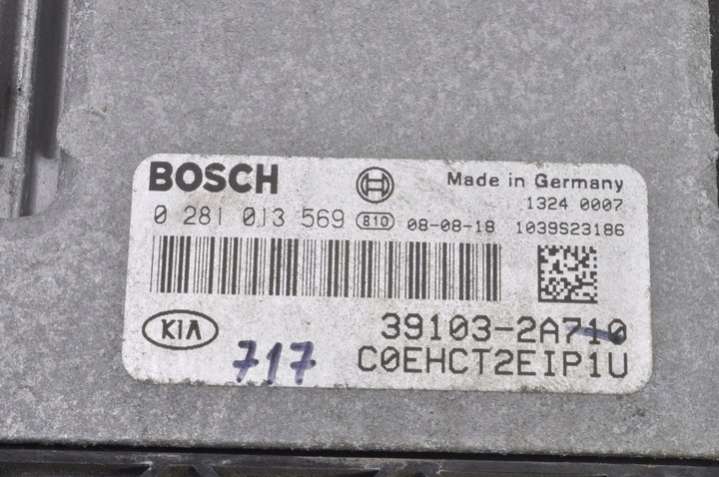 BOSCH Made in Germany
1324 0007
0 281 013 569 810 08-08-18 1039S23186
KIA 39103-2A710
717 C0EHCT2EIP1U